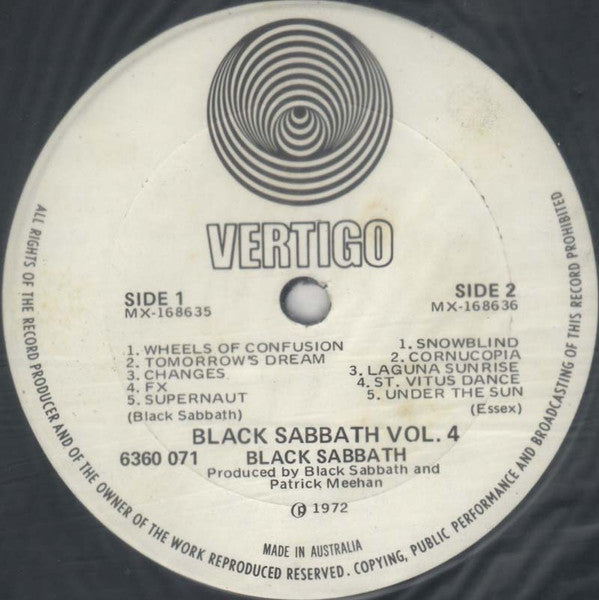 VERTIGO
SIDE 1
MX-168635
1. WHEELS OF CONFUSION
2. TOMORROW'S DREAM
3. CHANGES
4. FX
5. SUPERNAUT
(Black Sabbath)
SIDE 2
MX-168636
1. SNOWBLIND
2. CORNUCOPIA
3. LAGUNA SUNRISE
4. ST. VITUS DANCE
5. UNDER THE SUN
(Essex)
BLACK SABBATH VOL. 4
6360 071 BLACK SABBATH
Produced by Black Sabbath and
Patrick Meehan
Ⓟ 1972
MADE IN AUSTRALIA
ALL RIGHTS OF THE RECORD PRODUCER AND OF THE OWNER OF THE WORK REPRODUCED RESERVED. COPYING, PUBLIC PERFORMANCE AND BROADCASTING OF THIS RECORD PROHIBITED